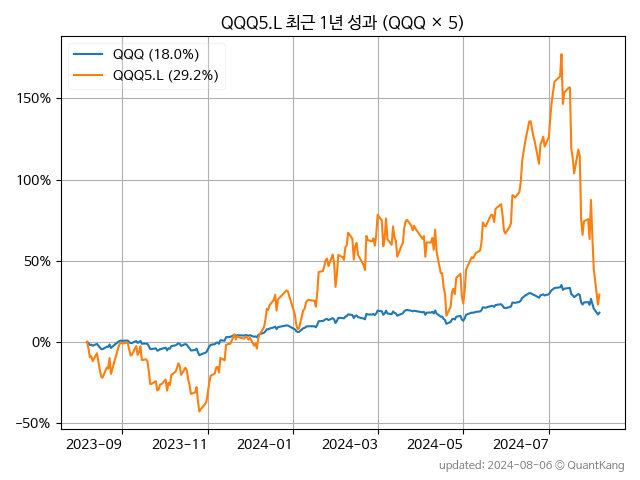 QQQ5.L 최근 1년 성과 (QQQ × 5)
QQQ (18.0%)
QQQ5.L (29.2%)
150%
100%
50%
0%
−50%
2023-09 2023-11 2024-01 2024-03 2024-05 2024-07
updated: 2024-08-06 © QuantKang